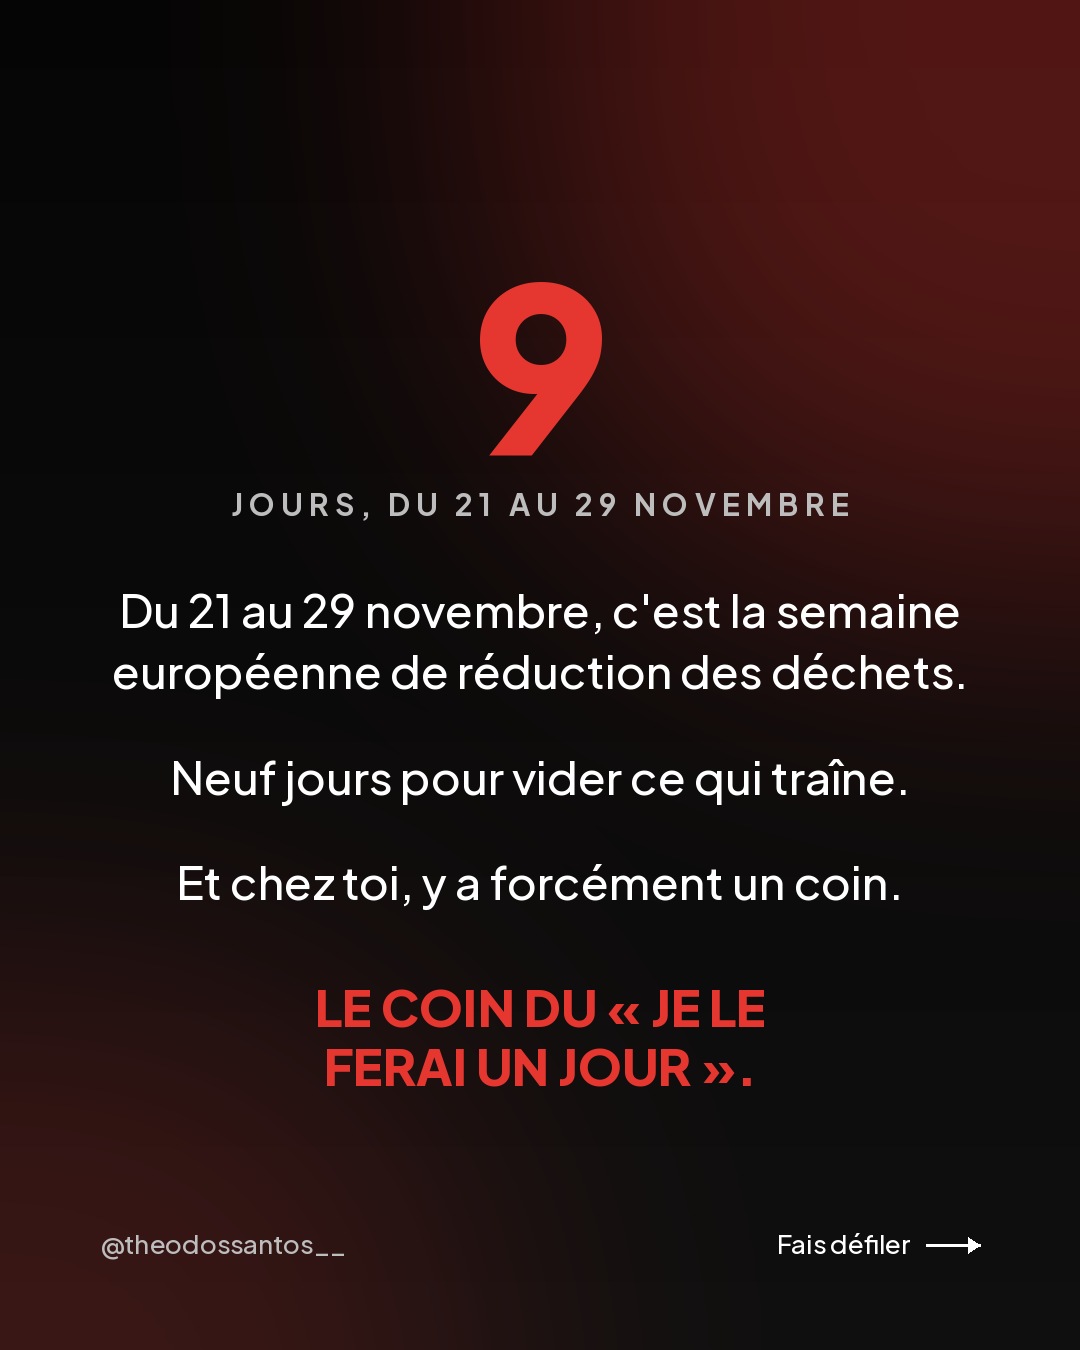 9
JOURS, DU 21 AU 29 NOVEMBRE
Du 21 au 29 novembre, c'est la semaine
européenne de réduction des déchets.
Neuf jours pour vider ce qui traîne.
Et chez toi, y a forcément un coin.
LE COIN DU « JE LE
FERAI UN JOUR ».
@theodossantos__
Fais défiler